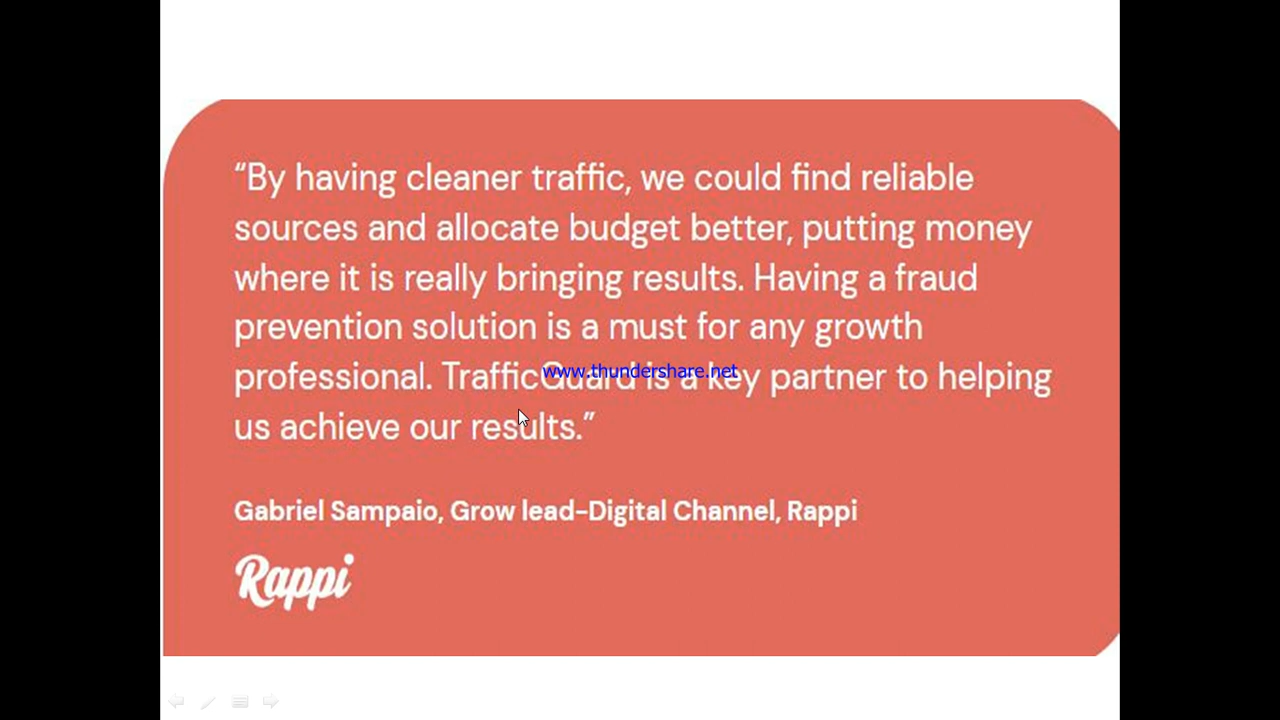 “By having cleaner traffic, we could find reliable
sources and allocate budget better, putting money
where it is really bringing results. Having a fraud
prevention solution is a must for any growth
professional. TrafficGuard is a key partner to helping
www.thundershare.net
us achieve our results.”
Gabriel Sampaio, Grow lead-Digital Channel, Rappi
Rappi